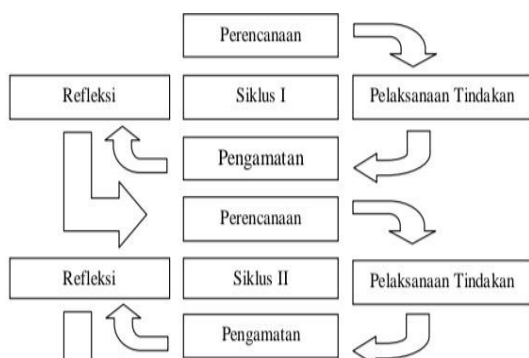 Perencanaan
Refleksi
Siklus I
Pelaksanaan Tindakan
Pengamatan
Perencanaan
Refleksi
Siklus II
Pelaksanaan Tindakan
Pengamatan